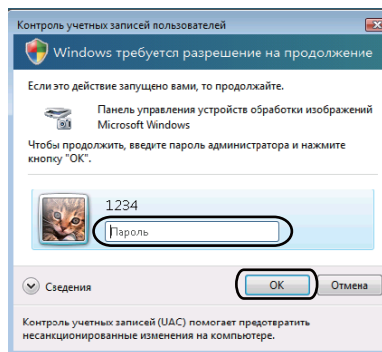 Контроль учетных записей пользователей
Windows требуется разрешение на продолжение
Если это действие запущено вами, то продолжайте.
Панель управления устройств обработки изображений
Microsoft Windows
Чтобы продолжить, введите пароль администратора и нажмите
кнопку "ОК".
1234
Пароль
Сведения
ОК
Отмена
Контроль учетных записей (UAC) помогает предотвратить
несанкционированные изменения на компьютере.